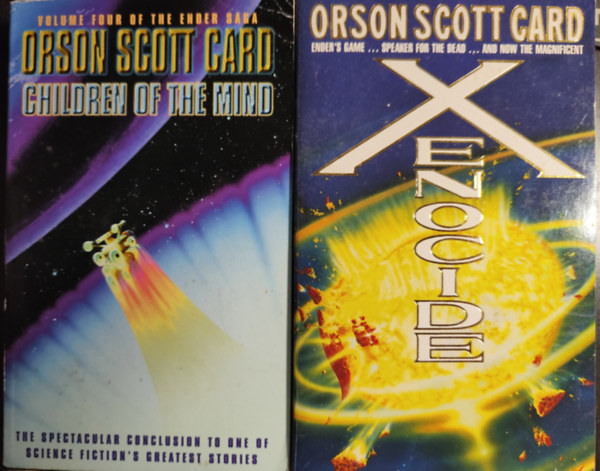 VOLUME FOUR OF THE ENDER SAGA
ORSON SCOTT CARD
CHILDREN OF THE MIND
THE SPECTACULAR CONCLUSION TO ONE OF
SCIENCE FICTION'S GREATEST STORIES
ORSON SCOTT CARD
ENDER'S GAME ... SPEAKER FOR THE DEAD ... AND NOW THE MAGNIFICENT
XENOCIDE